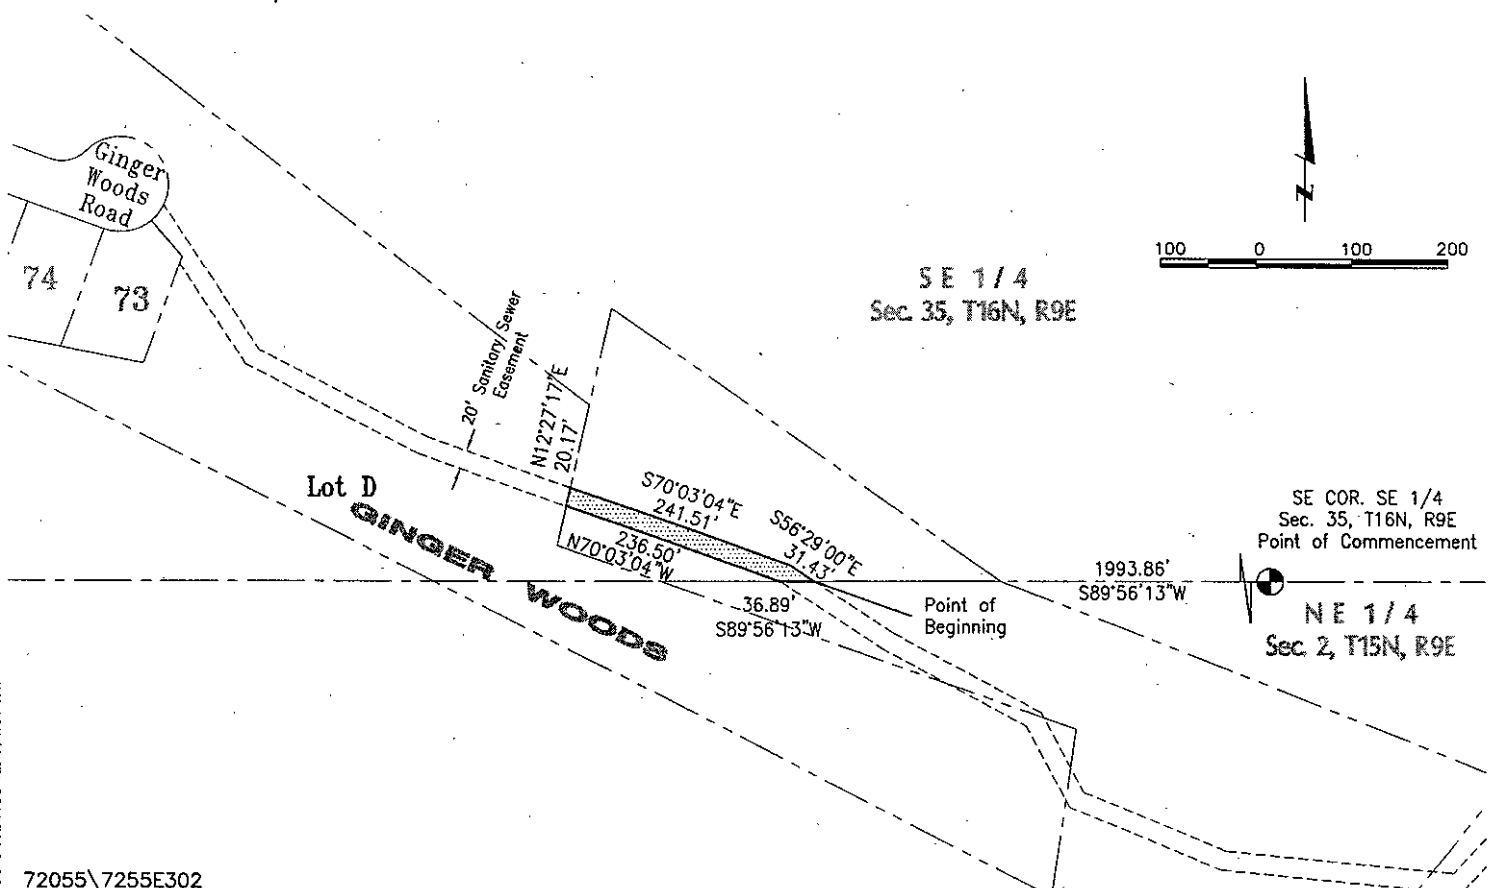 Ginger
Woods
Road
74
73
100 0 100 200
S E 1/4
Sec. 35, T16N, R9E
20' Sanitary Sewer
Easement
N12°27'17"E
20.17'
Lot D
GINGER WOODS
S70°03'04"E
241.51'
S56°29'00"E
31.43'
236.50'
N70°03'04"W
36.89'
S89°56'13"W
Point of
Beginning
1993.86'
S89°56'13"W
SE COR. SE 1/4
Sec. 35, T16N, R9E
Point of Commencement
N E 1/4
Sec. 2, T15N, R9E
Z
72055\7255E302